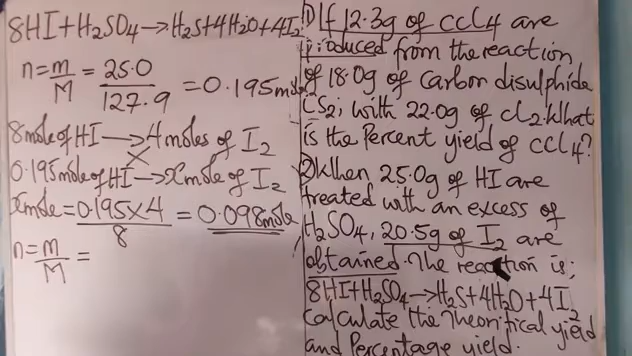 8HI+H₂SO₄→H₂S+4H₂O+4I₂
n=m/M = 25.0/127.9 = 0.195mole
8mole of HI → 4 moles of I₂
0.195mole of HI → x mole of I₂
x mole = 0.195×4/8 = 0.098mole
n=m/M =
1) If 12.3g of CCl4 are
produced from the reaction
of 18.0g of Carbon disulphide
CS₂; with 22.0g of Cl₂. What
is the Percent yield of CCl4?
2) When 25.0g of HI are
treated with an excess of
H₂SO₄, 20.5g of I₂ are
obtained. The reaction is;
8HI+H₂SO₄→H₂S+4H₂O+4I₂
Calculate the Theoritical yield
and Percentage yield.